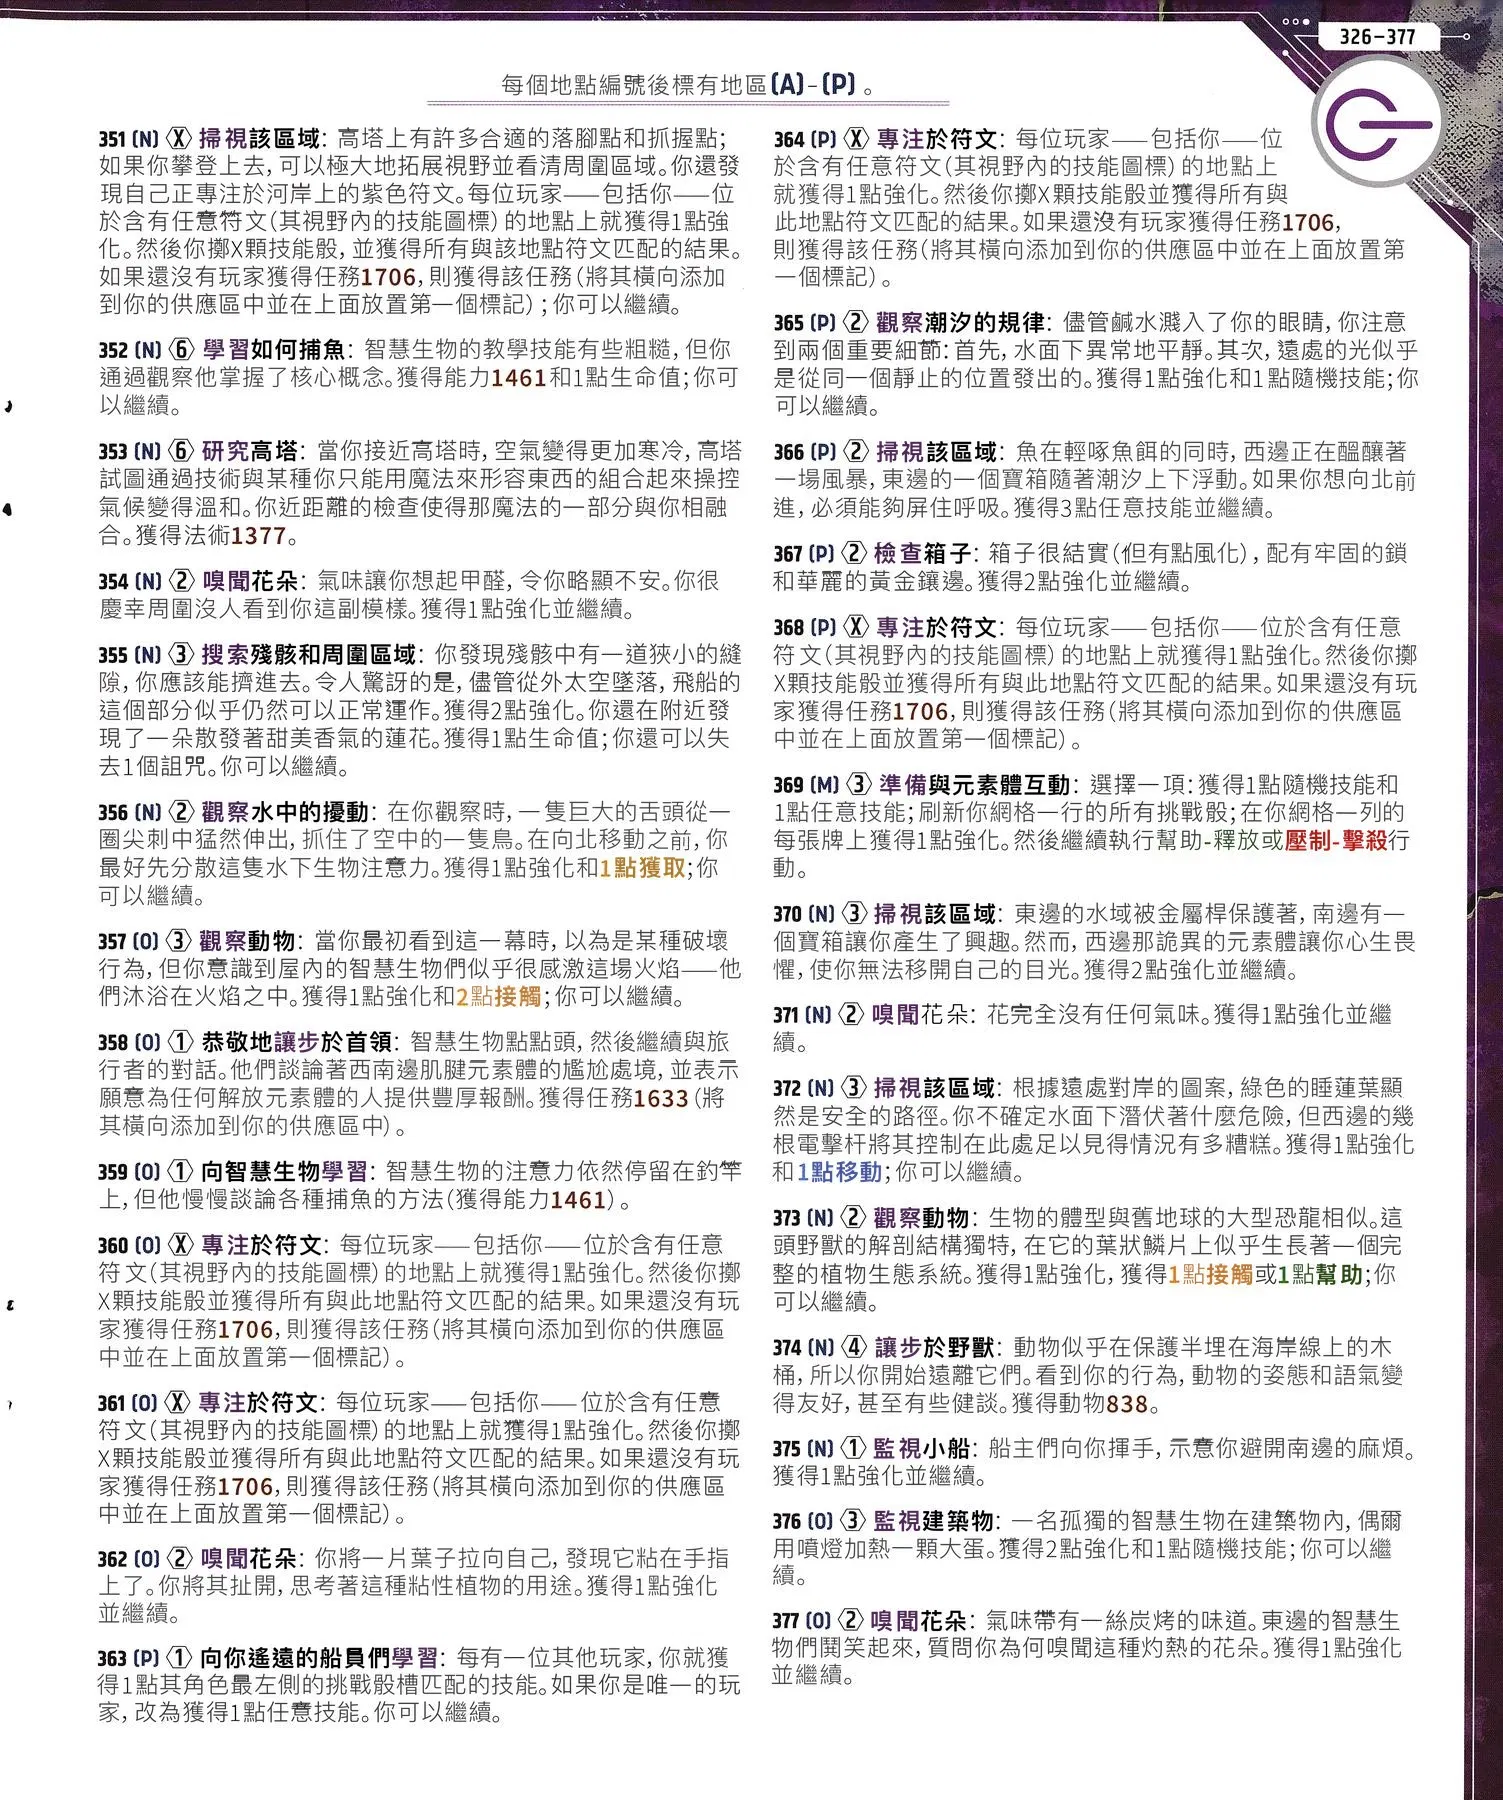 326–377
每個地點編號後標有地區(A)-(P)。
351 (N) ⟨X⟩ 掃視該區域：高塔上有許多合適的落腳點和抓握點；
如果你攀登上去，可以極大地拓展視野並看清周圍區域。你還發
現自己正專注於河岸上的紫色符文。每位玩家——包括你——位
於含有任意符文(其視野內的技能圖標)的地點上就獲得1點強
化。然後你擲X顆技能骰，並獲得所有與該地點符文匹配的結果。
如果還沒有玩家獲得任務1706，則獲得該任務(將其橫向添加
到你的供應區中並在上面放置第一個標記)；你可以繼續。
352 (N) ⟨6⟩ 學習如何捕魚：智慧生物的教學技能有些粗糙，但你
通過觀察他掌握了核心概念。獲得能力1461和1點生命值；你可
以繼續。
353 (N) ⟨6⟩ 研究高塔：當你接近高塔時，空氣變得更加寒冷，高塔
試圖通過技術與某種你只能用魔法來形容東西的組合起來操控
氣候變得溫和。你近距離的檢查使得那魔法的一部分與你相融
合。獲得法術1377。
354 (N) ⟨2⟩ 嗅聞花朵：氣味讓你想起甲醛，令你略顯不安。你很
慶幸周圍沒人看到你這副模樣。獲得1點強化並繼續。
355 (N) ⟨3⟩ 搜索殘骸和周圍區域：你發現殘骸中有一道狹小的縫
隙，你應該能擠進去。令人驚訝的是，儘管從外太空墜落，飛船的
這個部分似乎仍然可以正常運作。獲得2點強化。你還在附近發
現了一朵散發著甜美香氣的蓮花。獲得1點生命值；你還可以失
去1個詛咒。你可以繼續。
356 (N) ⟨2⟩ 觀察水中的擾動：在你觀察時，一隻巨大的舌頭從一
圈尖刺中猛然伸出，抓住了空中的一隻鳥。在向北移動之前，你
最好先分散這隻水下生物注意力。獲得1點強化和1點獲取；你
可以繼續。
357 (O) ⟨3⟩ 觀察動物：當你最初看到這一幕時，以為是某種破壞
行為，但你意識到屋內的智慧生物們似乎很感激這場火焰——他
們沐浴在火焰之中。獲得1點強化和2點接觸；你可以繼續。
358 (O) ⟨1⟩ 恭敬地讓步於首領：智慧生物點點頭，然後繼續與旅
行者的對話。他們談論著西南邊肌腱元素體的尷尬處境，並表示
願意為任何解放元素體的人提供豐厚報酬。獲得任務1633(將
其橫向添加到你的供應區中)。
359 (O) ⟨1⟩ 向智慧生物學習：智慧生物的注意力依然停留在釣竿
上，但他慢慢談論各種捕魚的方法(獲得能力1461)。
360 (O) ⟨X⟩ 專注於符文：每位玩家——包括你——位於含有任意
符文(其視野內的技能圖標)的地點上就獲得1點強化。然後你擲
X顆技能骰並獲得所有與此地點符文匹配的結果。如果還沒有玩
家獲得任務1706，則獲得該任務(將其橫向添加到你的供應區
中並在上面放置第一個標記)。
361 (O) ⟨X⟩ 專注於符文：每位玩家——包括你——位於含有任意
符文(其視野內的技能圖標)的地點上就獲得1點強化。然後你擲
X顆技能骰並獲得所有與此地點符文匹配的結果。如果還沒有玩
家獲得任務1706，則獲得該任務(將其橫向添加到你的供應區
中並在上面放置第一個標記)。
362 (O) ⟨2⟩ 嗅聞花朵：你將一片葉子拉向自己，發現它粘在手指
上了。你將其扯開，思考著這種粘性植物的用途。獲得1點強化
並繼續。
363 (P) ⟨1⟩ 向你遙遠的船員們學習：每有一位其他玩家，你就獲
得1點其角色最左側的挑戰骰槽匹配的技能。如果你是唯一的玩
家，改為獲得1點任意技能。你可以繼續。
364 (P) ⟨X⟩ 專注於符文：每位玩家——包括你——位
於含有任意符文(其視野內的技能圖標)的地點上
就獲得1點強化。然後你擲X顆技能骰並獲得所有與
此地點符文匹配的結果。如果還沒有玩家獲得任務1706，
則獲得該任務(將其橫向添加到你的供應區中並在上面放置第
一個標記)。
365 (P) ⟨2⟩ 觀察潮汐的規律：儘管鹹水濺入了你的眼睛，你注意
到兩個重要細節：首先，水面下異常地平靜。其次，遠處的光似乎
是從同一個靜止的位置發出的。獲得1點強化和1點隨機技能；你
可以繼續。
366 (P) ⟨2⟩ 掃視該區域：魚在輕啄魚餌的同時，西邊正在醞釀著
一場風暴，東邊的一個寶箱隨著潮汐上下浮動。如果你想向北前
進，必須能夠屏住呼吸。獲得3點任意技能並繼續。
367 (P) ⟨2⟩ 檢查箱子：箱子很結實(但有點風化)，配有牢固的鎖
和華麗的黃金鑲邊。獲得2點強化並繼續。
368 (P) ⟨X⟩ 專注於符文：每位玩家——包括你——位於含有任意
符文(其視野內的技能圖標)的地點上就獲得1點強化。然後你擲
X顆技能骰並獲得所有與此地點符文匹配的結果。如果還沒有玩
家獲得任務1706，則獲得該任務(將其橫向添加到你的供應區
中並在上面放置第一個標記)。
369 (M) ⟨3⟩ 準備與元素體互動：選擇一項：獲得1點隨機技能和
1點任意技能；刷新你網格一行的所有挑戰骰；在你網格一列的
每張牌上獲得1點強化。然後繼續執行幫助-釋放或壓制-擊殺行
動。
370 (N) ⟨3⟩ 掃視該區域：東邊的水域被金屬桿保護著，南邊有一
個寶箱讓你產生了興趣。然而，西邊那詭異的元素體讓你心生畏
懼，使你無法移開自己的目光。獲得2點強化並繼續。
371 (N) ⟨2⟩ 嗅聞花朵：花完全沒有任何氣味。獲得1點強化並繼
續。
372 (N) ⟨3⟩ 掃視該區域：根據遠處對岸的圖案，綠色的睡蓮葉顯
然是安全的路徑。你不確定水面下潛伏著什麼危險，但西邊的幾
根電擊杆將其控制在此處足以見得情況有多糟糕。獲得1點強化
和1點移動；你可以繼續。
373 (N) ⟨2⟩ 觀察動物：生物的體型與舊地球的大型恐龍相似。這
頭野獸的解剖結構獨特，在它的葉狀鱗片上似乎生長著一個完
整的植物生態系統。獲得1點強化，獲得1點接觸或1點幫助；你
可以繼續。
374 (N) ⟨4⟩ 讓步於野獸：動物似乎在保護半埋在海岸線上的木
桶，所以你開始遠離它們。看到你的行為，動物的姿態和語氣變
得友好，甚至有些健談。獲得動物838。
375 (N) ⟨1⟩ 監視小船：船主們向你揮手，示意你避開南邊的麻煩。
獲得1點強化並繼續。
376 (O) ⟨3⟩ 監視建築物：一名孤獨的智慧生物在建築物內，偶爾
用噴燈加熱一顆大蛋。獲得2點強化和1點隨機技能；你可以繼
續。
377 (O) ⟨2⟩ 嗅聞花朵：氣味帶有一絲炭烤的味道。東邊的智慧生
物們鬨笑起來，質問你為何嗅聞這種灼熱的花朵。獲得1點強化
並繼續。